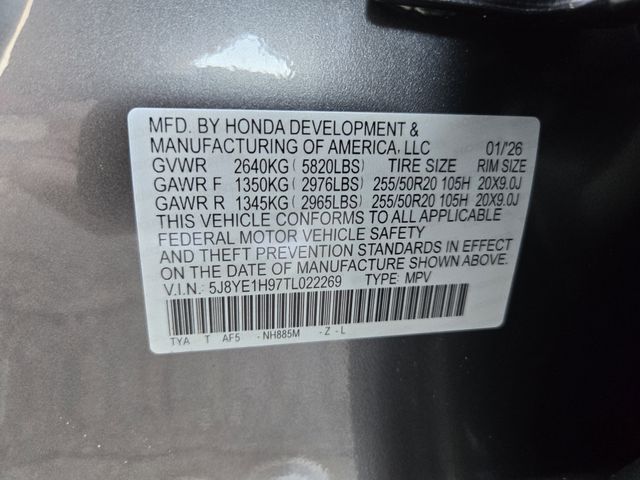 MFD. BY HONDA DEVELOPMENT &
MANUFACTURING OF AMERICA, LLC 01/'26
GVWR 2640KG ( 5820LBS) TIRE SIZE RIM SIZE
GAWR F 1350KG ( 2976LBS) 255/50R20 105H 20X9.0J
GAWR R 1345KG ( 2965LBS) 255/50R20 105H 20X9.0J
THIS VEHICLE CONFORMS TO ALL APPLICABLE
FEDERAL MOTOR VEHICLE SAFETY
AND THEFT PREVENTION STANDARDS IN EFFECT
ON THE DATE OF MANUFACTURE SHOWN ABOVE.
V.I.N.: 5J8YE1H97TL022269 TYPE: MPV
TYA T AF5 - NH885M - Z - L